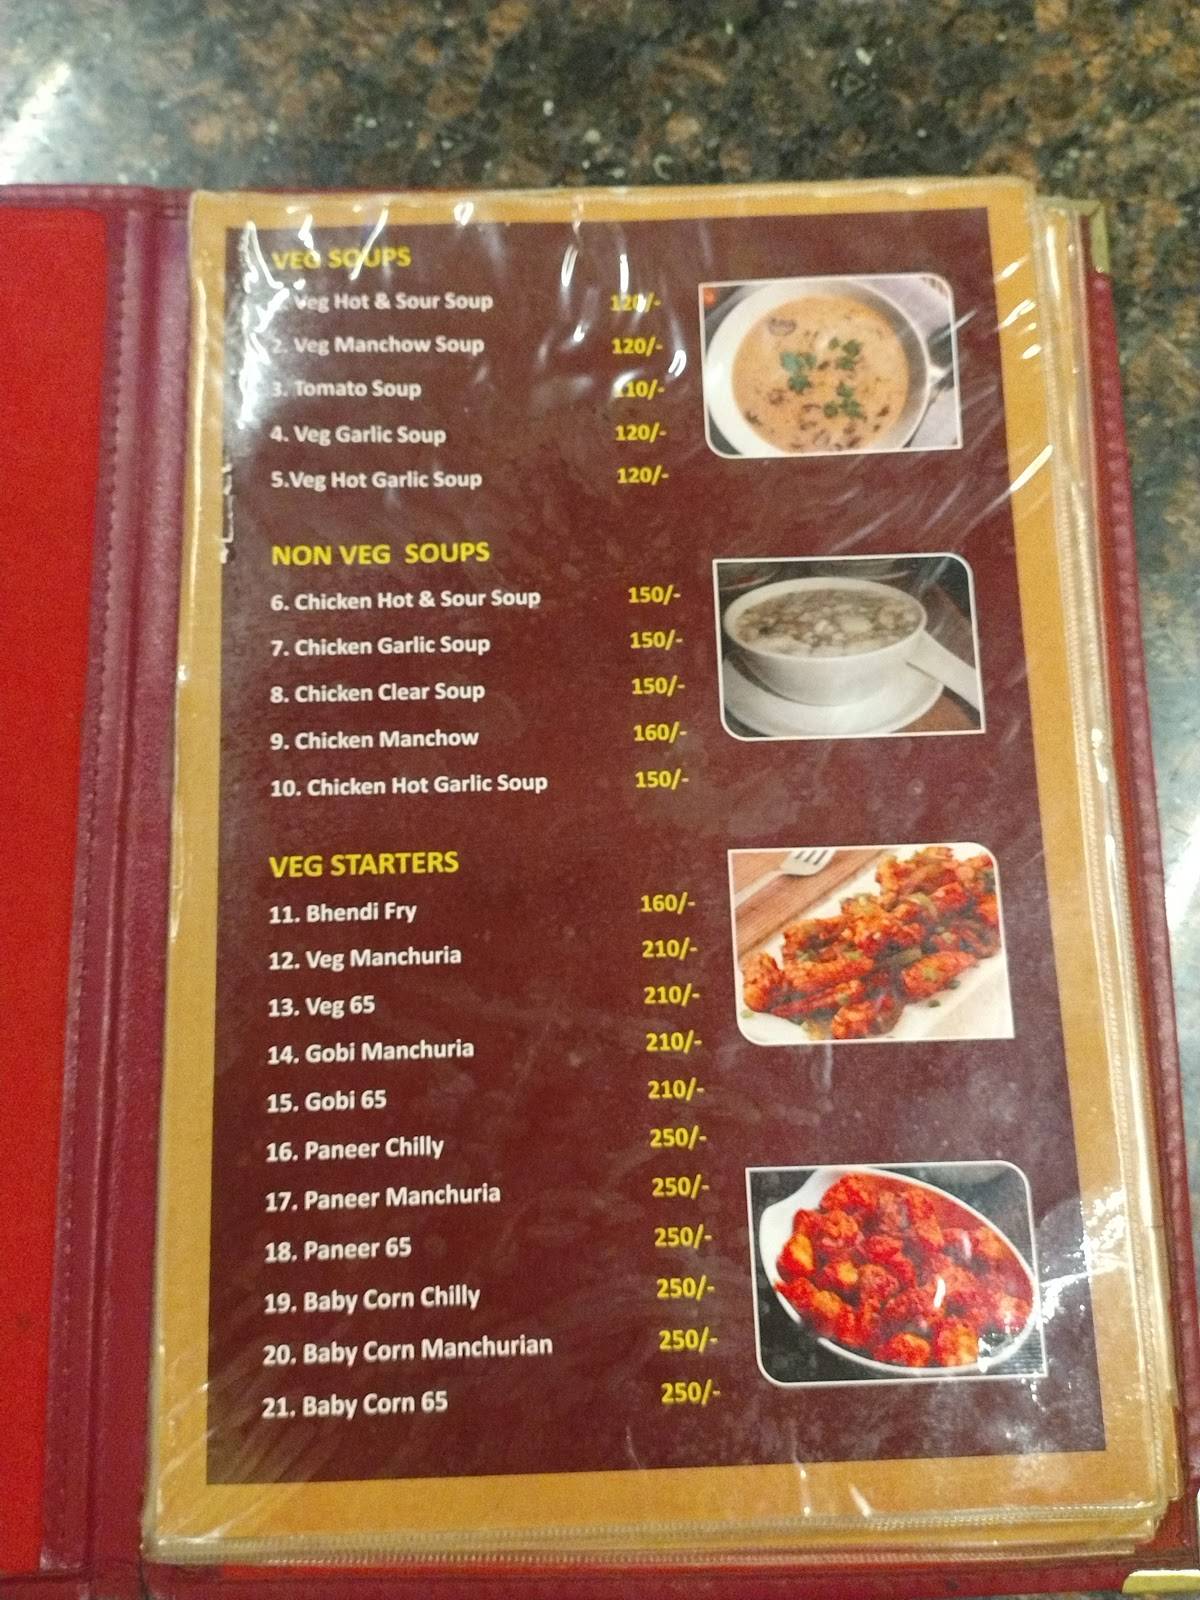 VEG SOUPS
Veg Hot & Sour Soup 120/-
2. Veg Manchow Soup 120/-
3. Tomato Soup 110/-
4. Veg Garlic Soup 120/-
5.Veg Hot Garlic Soup 120/-
NON VEG SOUPS
6. Chicken Hot & Sour Soup 150/-
7. Chicken Garlic Soup 150/-
8. Chicken Clear Soup 150/-
9. Chicken Manchow 160/-
10. Chicken Hot Garlic Soup 150/-
VEG STARTERS
11. Bhendi Fry 160/-
12. Veg Manchuria 210/-
13. Veg 65 210/-
14. Gobi Manchuria 210/-
15. Gobi 65 210/-
16. Paneer Chilly 250/-
17. Paneer Manchuria 250/-
18. Paneer 65 250/-
19. Baby Corn Chilly 250/-
20. Baby Corn Manchurian 250/-
21. Baby Corn 65 250/-